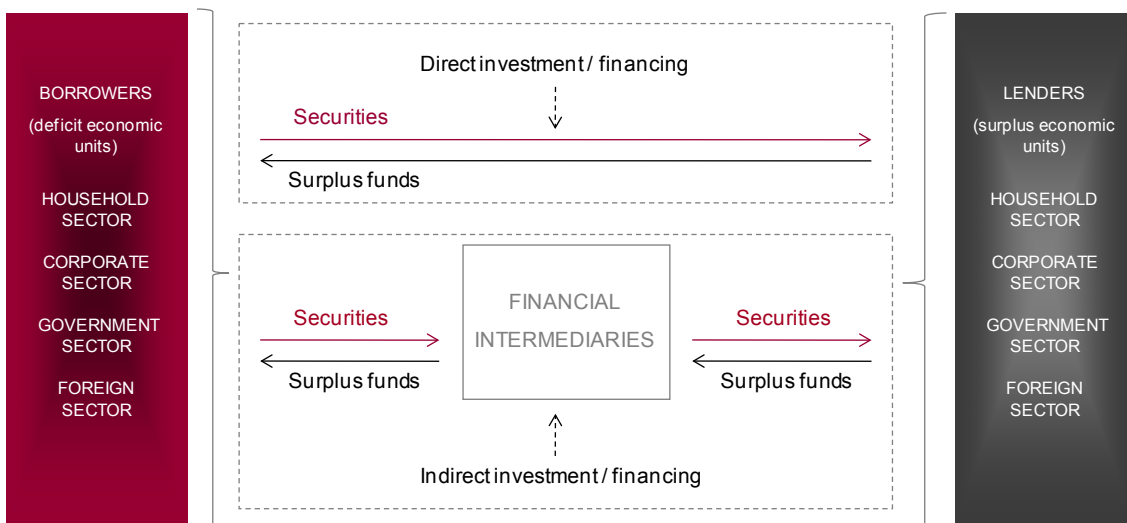 BORROWERS
(deficit economic
units)
HOUSEHOLD
SECTOR
CORPORATE
SECTOR
GOVERNMENT
SECTOR
FOREIGN
SECTOR
Direct investment / financing
Securities
Surplus funds
FINANCIAL
INTERMEDIARIES
Securities
Surplus funds
Securities
Surplus funds
Indirect investment / financing
LENDERS
(surplus economic
units)
HOUSEHOLD
SECTOR
CORPORATE
SECTOR
GOVERNMENT
SECTOR
FOREIGN
SECTOR